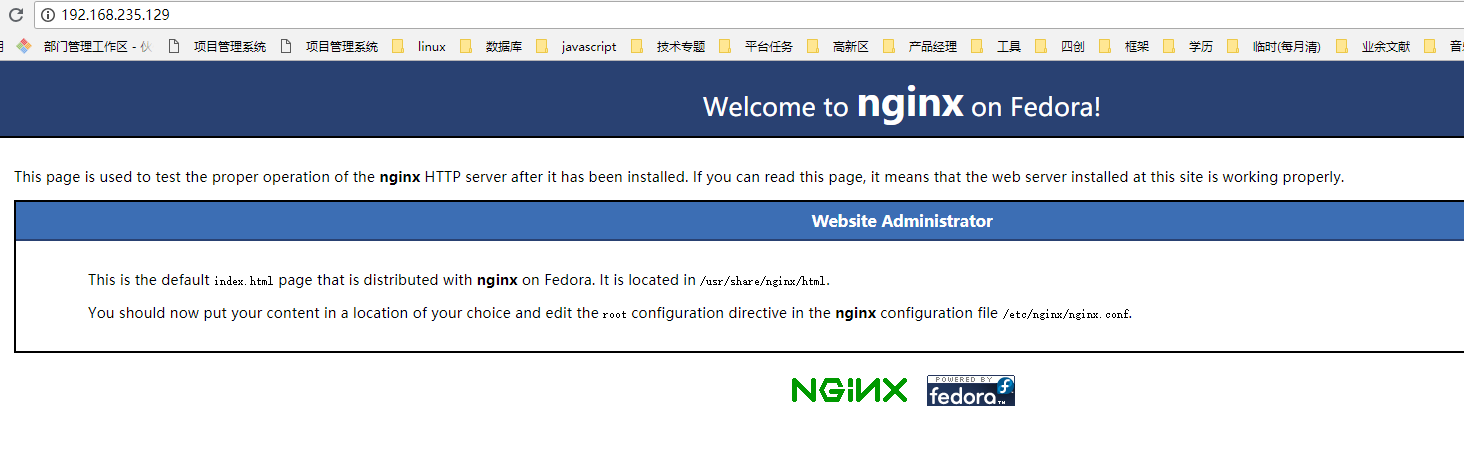 192.168.235.129
部门管理工作区 - 伙 项目管理系统 项目管理系统 linux 数据库 javascript 技术专题 平台任务 高新区 产品经理 工具 四创 框架 学历 临时(每月清) 业余文献
Welcome to nginx on Fedora!
This page is used to test the proper operation of the nginx HTTP server after it has been installed. If you can read this page, it means that the web server installed at this site is working properly.
Website Administrator
This is the default index.html page that is distributed with nginx on Fedora. It is located in /usr/share/nginx/html.
You should now put your content in a location of your choice and edit the root configuration directive in the nginx configuration file /etc/nginx/nginx.conf.
NGINX POWERED BY
fedora™